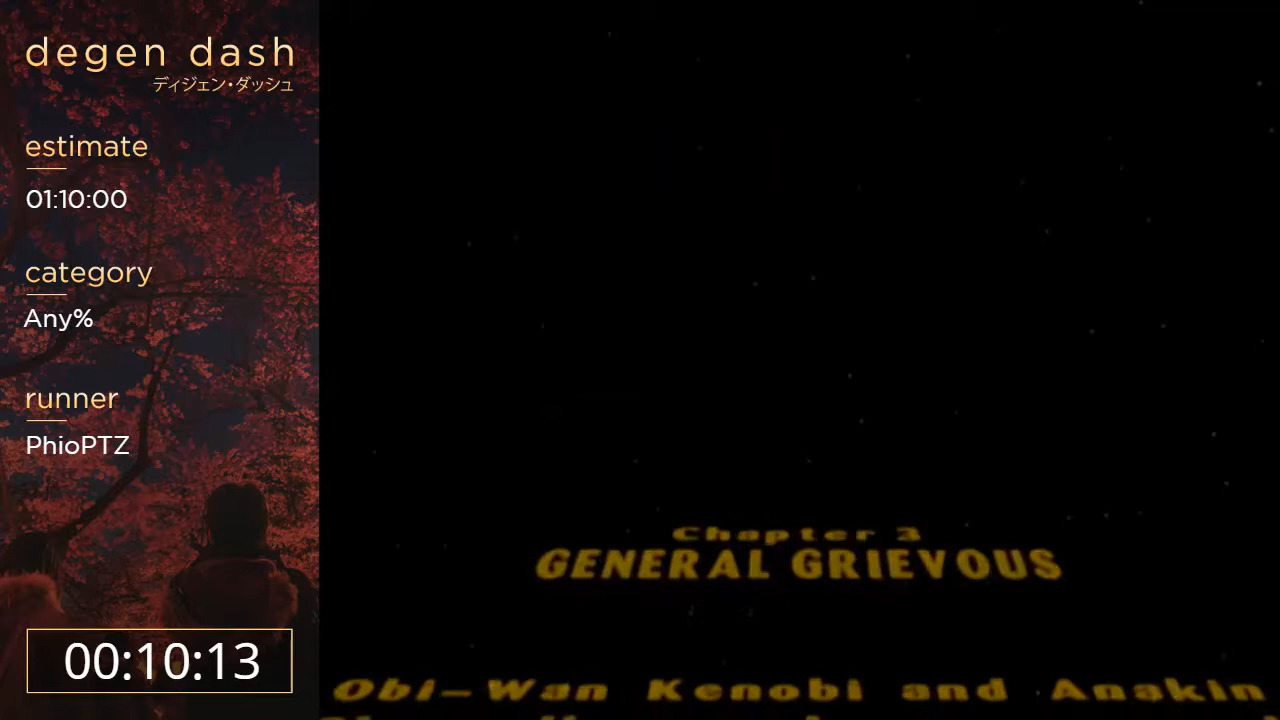 degen dash
ディジェン・ダッシュ
estimate
01:10:00
category
Any%
runner
PhioPTZ
00:10:13
Chapter 3
GENERAL GRIEVOUS
Obi-Wan Kenobi and Anakin